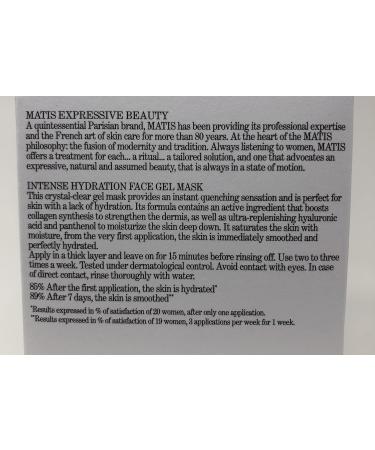 MATIS EXPRESSIVE BEAUTY
A quintessential Parisian brand, MATIS has been providing its professional expertise
and the French art of skin care for more than 80 years. At the heart of the MATIS
philosophy: the fusion of modernity and tradition. Always listening to women, MATIS
offers a treatment for each... a ritual... a tailored solution, and one that advocates an
expressive, natural and assumed beauty, that is always in a state of motion.
INTENSE HYDRATION FACE GEL MASK
This crystal-clear gel mask provides an instant quenching sensation and is perfect for
skin with a lack of hydration. Its formula contains an active ingredient that boosts
collagen synthesis to strengthen the dermis, as well as ultra-replenishing hyaluronic
acid and panthenol to moisturize the skin deep down. It saturates the skin with
moisture, from the very first application, the skin is immediately smoothed and
perfectly hydrated.
Apply in a thick layer and leave on for 15 minutes before rinsing off. Use two to three
times a week. Tested under dermatological control. Avoid contact with eyes. In case
of direct contact, rinse thoroughly with water.
85% After the first application, the skin is hydrated*
89% After 7 days, the skin is smoothed**
*Results expressed in % of satisfaction of 20 women, after only one application.
**Results expressed in % of satisfaction of 19 women, 3 applications per week for 1 week.